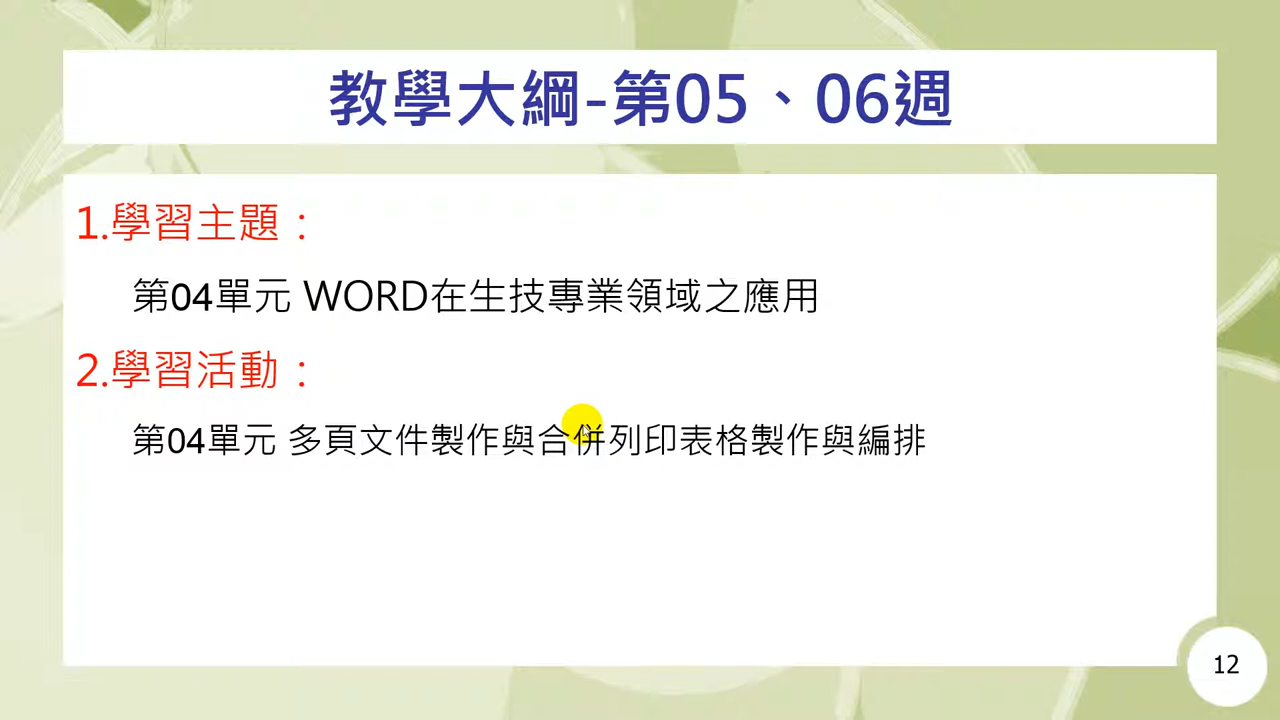 教學大綱-第05、06週
1.學習主題：
第04單元 WORD在生技專業領域之應用
2.學習活動：
第04單元 多頁文件製作與合併列印表格製作與編排
12